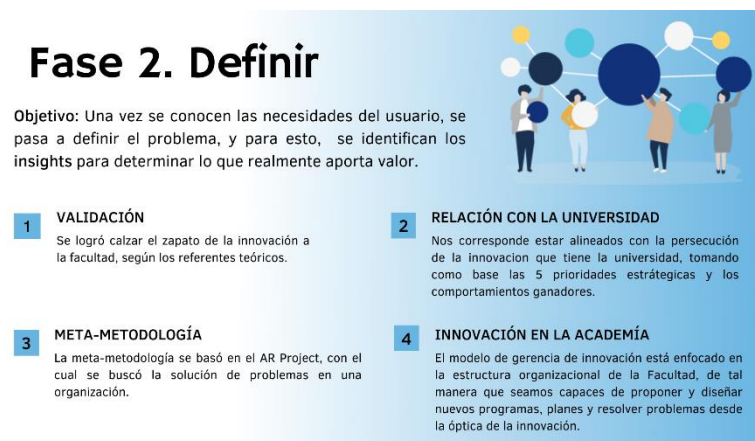 Fase 2. Definir
Objetivo: Una vez se conocen las necesidades del usuario, se
pasa a definir el problema, y para esto, se identifican los
insights para determinar lo que realmente aporta valor.
1
VALIDACIÓN
Se logró calzar el zapato de la innovación a
la facultad, según los referentes teóricos.
2
RELACIÓN CON LA UNIVERSIDAD
Nos corresponde estar alineados con la persecución
de la innovacion que tiene la universidad, tomando
como base las 5 prioridades estrátegicas y los
comportamientos ganadores.
3
META-METODOLOGÍA
La meta-metodología se basó en el AR Project, con el
cual se buscó la solución de problemas en una
organización.
4
INNOVACIÓN EN LA ACADEMÍA
El modelo de gerencia de innovación está enfocado en
la estructura organizacional de la Facultad, de tal
manera que seamos capaces de proponer y diseñar
nuevos programas, planes y resolver problemas desde
la óptica de la innovación.